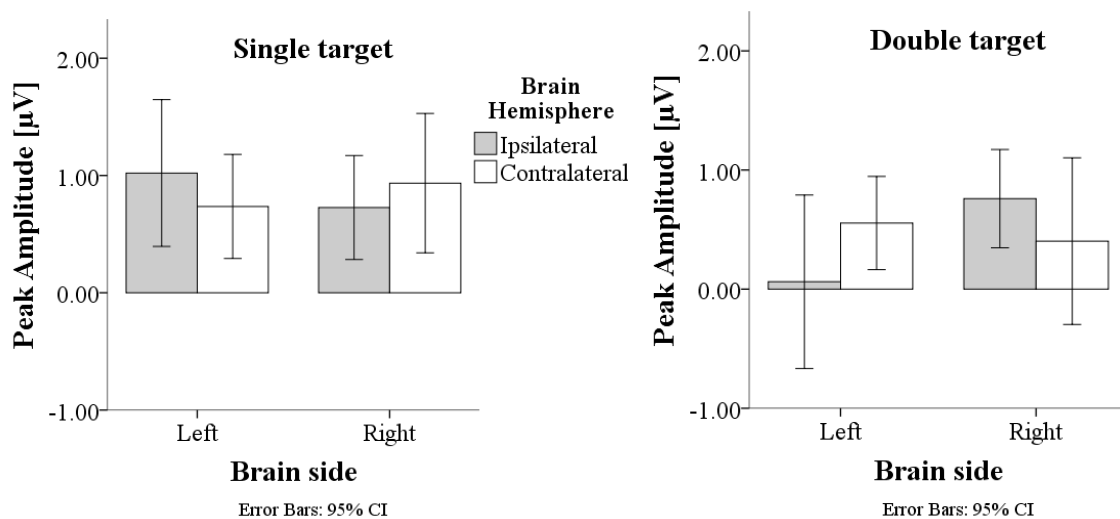 Single target
Peak Amplitude [µV]
2.00
1.00
0.00
-1.00
Left
Right
Brain side
Error Bars: 95% CI
Brain
Hemisphere
Ipsilateral
Contralateral
Double target
Peak Amplitude [µV]
2.00
1.00
0.00
-1.00
Left
Right
Brain side
Error Bars: 95% CI